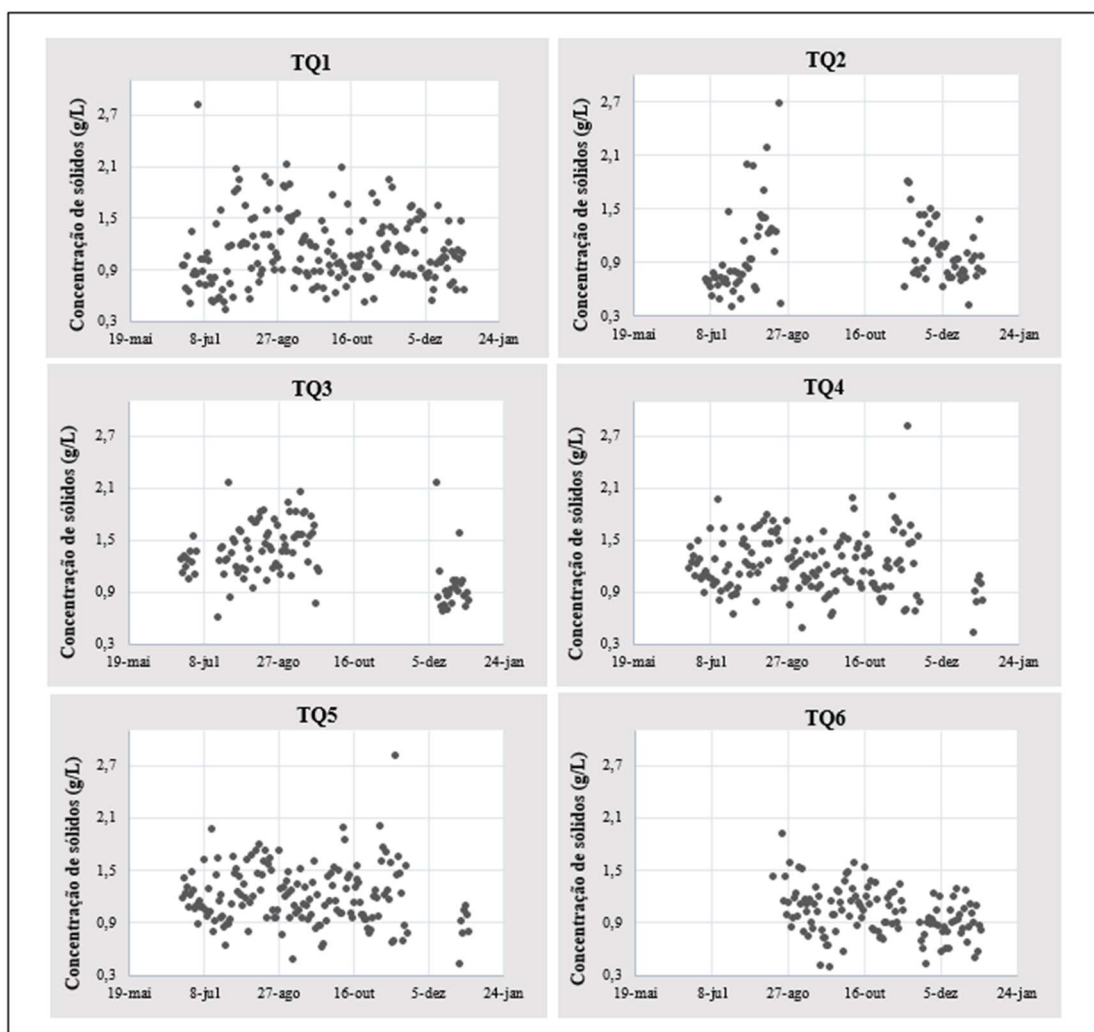 TQ1
Concentração de sólidos (g/L)
2,7
2,1
1,5
0,9
0,3
19-mai 8-jul 27-ago 16-out 5-dez 24-jan
TQ2
Concentração de sólidos (g/L)
2,7
2,1
1,5
0,9
0,3
19-mai 8-jul 27-ago 16-out 5-dez 24-jan
TQ3
Concentração de sólidos (g/L)
2,7
2,1
1,5
0,9
0,3
19-mai 8-jul 27-ago 16-out 5-dez 24-jan
TQ4
Concentração de sólidos (g/L)
2,7
2,1
1,5
0,9
0,3
19-mai 8-jul 27-ago 16-out 5-dez 24-jan
TQ5
Concentração de sólidos (g/L)
2,7
2,1
1,5
0,9
0,3
19-mai 8-jul 27-ago 16-out 5-dez 24-jan
TQ6
Concentração de sólidos (g/L)
2,7
2,1
1,5
0,9
0,3
19-mai 8-jul 27-ago 16-out 5-dez 24-jan